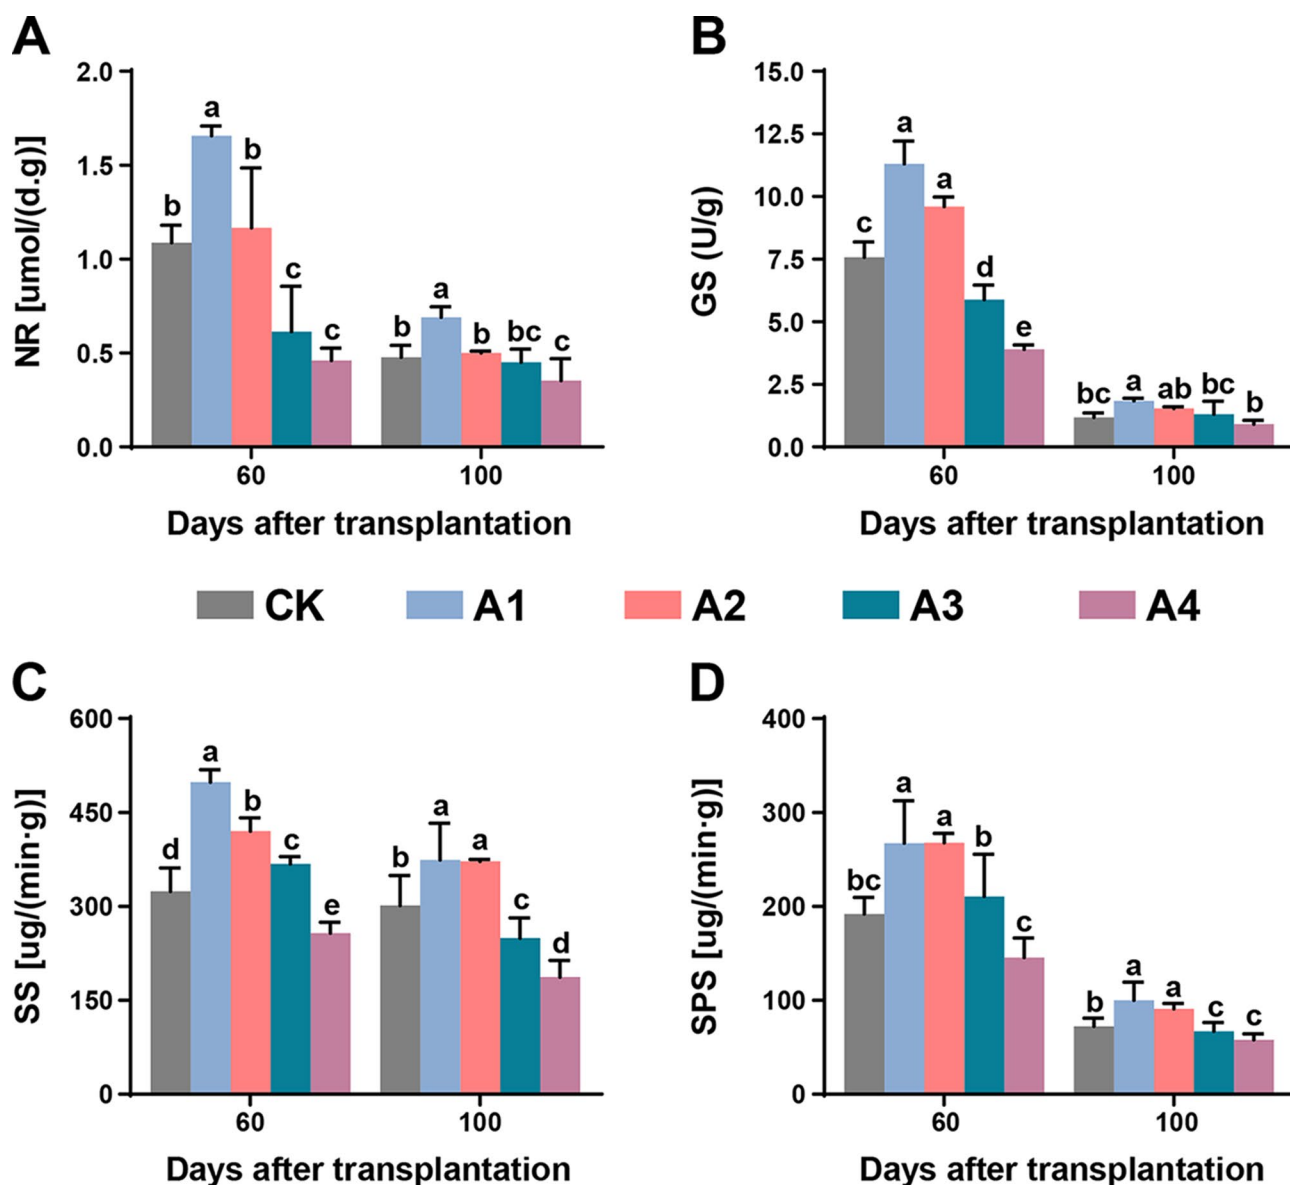 A
NR [umol/(d.g)]
2.0
1.5
1.0
0.5
0.0
b
a
b
c
c
b
a
b
bc
c
60
100
Days after transplantation
B
GS (U/g)
15.0
12.5
10.0
7.5
5.0
2.5
0.0
c
a
a
d
e
bc
a
ab
bc
b
60
100
Days after transplantation
CK A1 A2 A3 A4
C
SS [ug/(min·g)]
600
450
300
150
0
d
a
b
c
e
b
a
a
c
d
60
100
Days after transplantation
D
SPS [ug/(min·g)]
400
300
200
100
0
bc
a
a
b
c
b
a
a
c
c
60
100
Days after transplantation